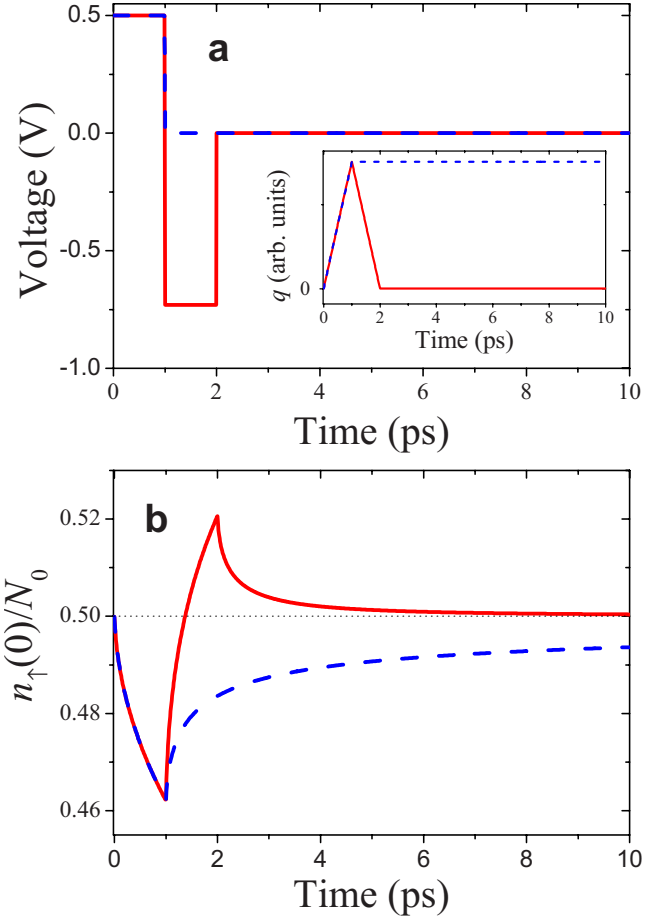 a
Voltage (V)
0.5
0.0
-0.5
-1.0
0 2 4 6 8 10
Time (ps)
q (arb. units)
0
0 2 4 6 8 10
Time (ps)
b
n↑(0)/N₀
0.52
0.50
0.48
0.46
0 2 4 6 8 10
Time (ps)